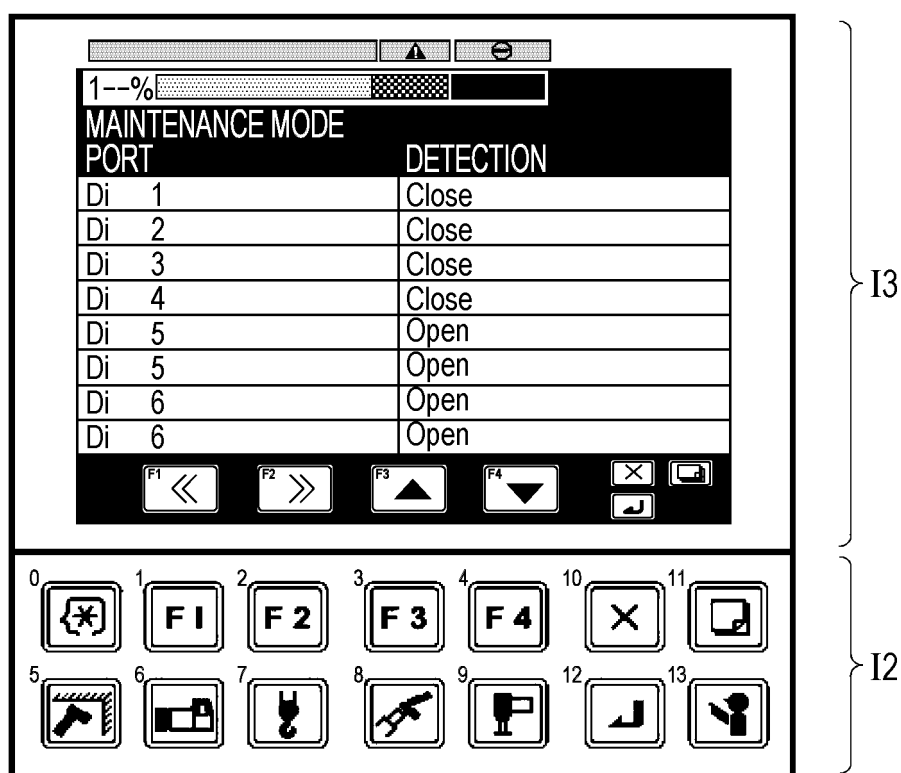 1--%
MAINTENANCE MODE
PORT DETECTION
Di 1 Close
Di 2 Close
Di 3 Close
Di 4 Close
Di 5 Open
Di 5 Open
Di 6 Open
Di 6 Open
F1 F2 F3 F4
I3
0 1 2 3 4 10 11
F1 F2 F3 F4
5 6 7 8 9 12 13
I2